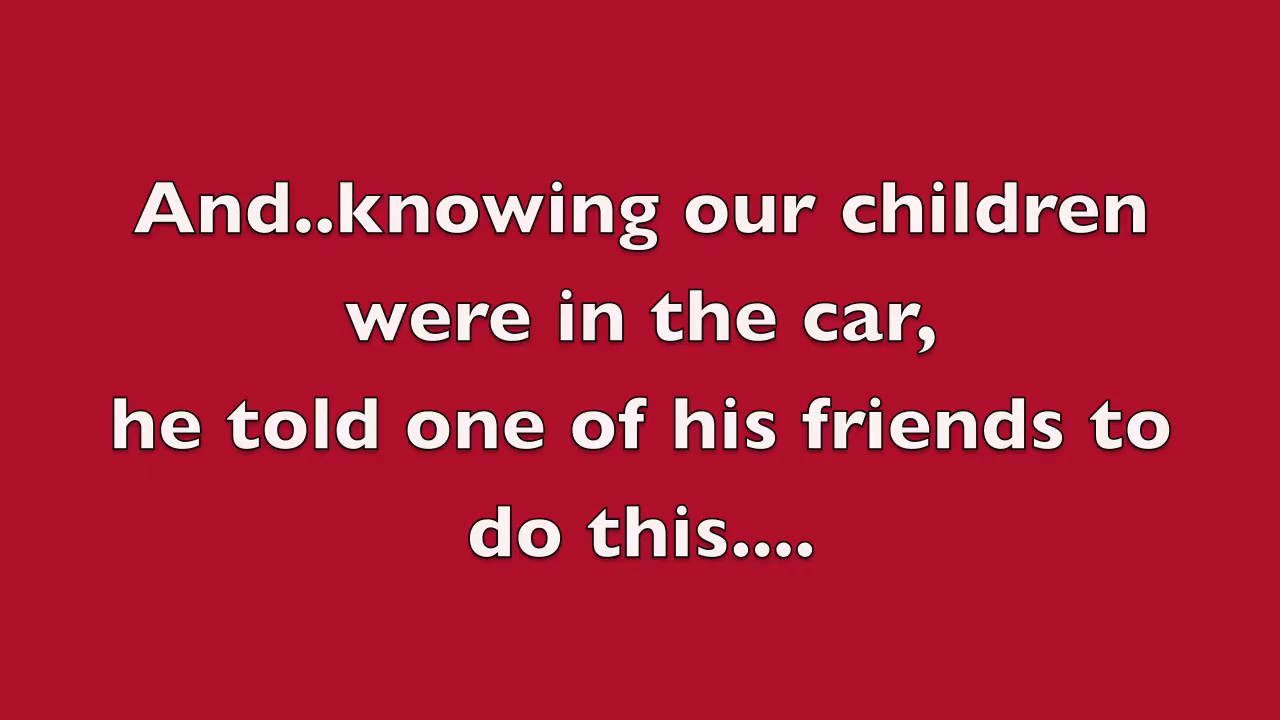 And..knowing our children
were in the car,
he told one of his friends to
do this....